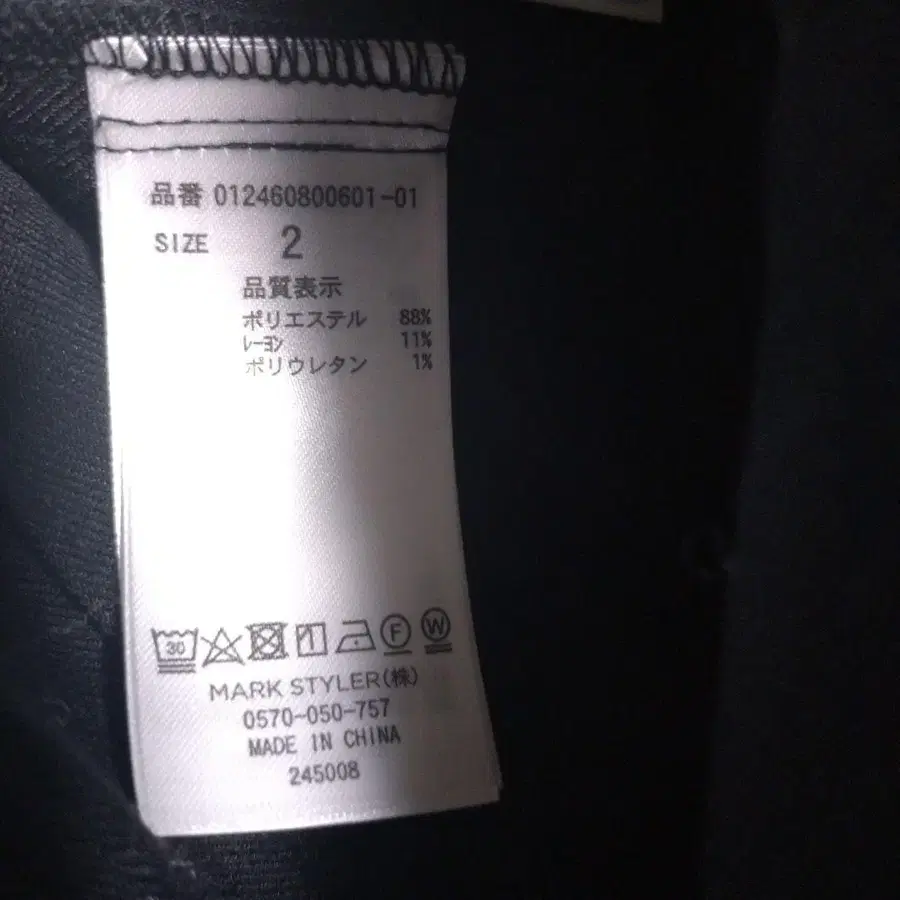 品番 012460800601-01
SIZE 2
品質表示
ポリエステル 88%
ﾚｰﾖﾝ 11%
ポリウレタン 1%
30 F W
MARK STYLER(株)
0570-050-757
MADE IN CHINA
245008